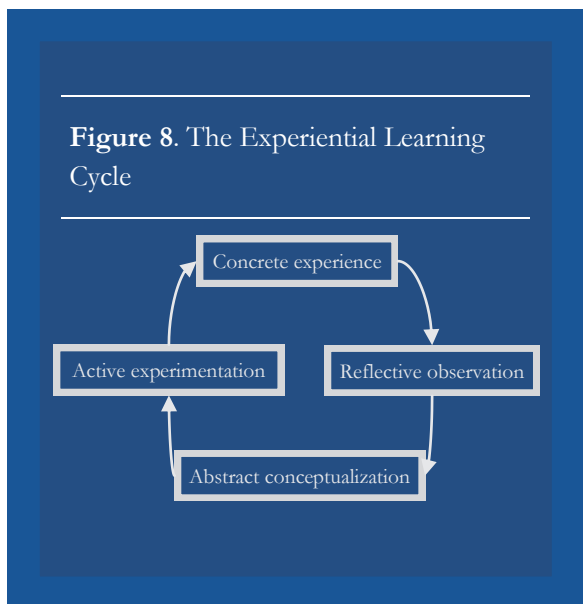 Figure 8. The Experiential Learning
Cycle
Concrete experience
Active experimentation
Reflective observation
Abstract conceptualization